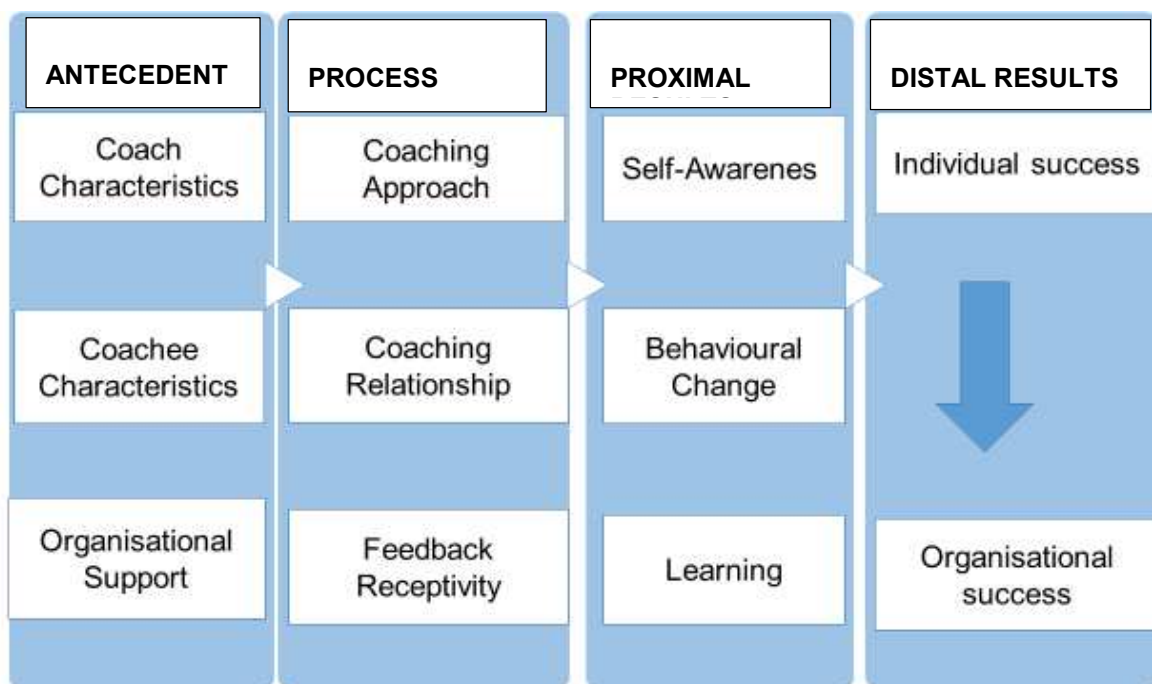 ANTECEDENT
PROCESS
PROXIMAL
DISTAL RESULTS
Coach
Characteristics
Coaching
Approach
Self-Awarenes
Individual success
Coachee
Characteristics
Coaching
Relationship
Behavioural
Change
Organisational
Support
Feedback
Receptivity
Learning
Organisational
success